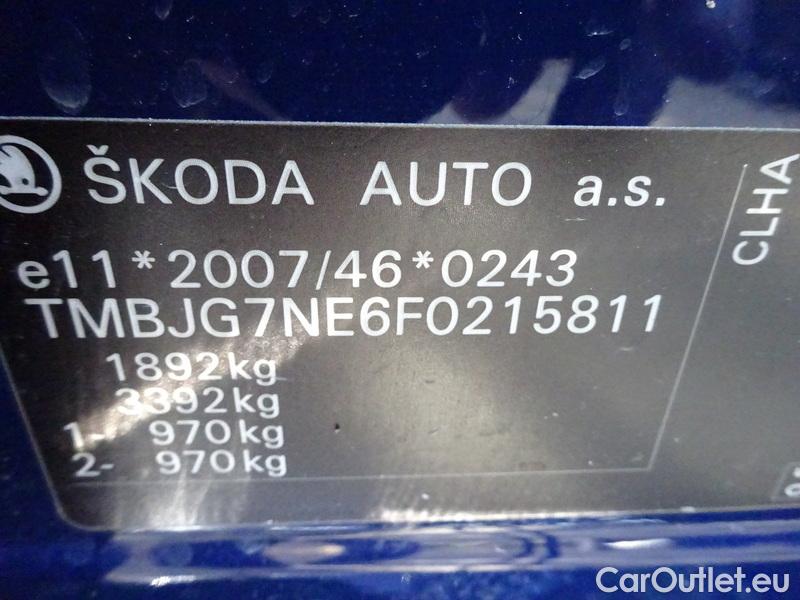 ŠKODA AUTO a.s.
e11*2007/46*0243
TMBJG7NE6F0215811
1892kg
3392kg
1- 970kg
2- 970kg
CLHA
CarOutlet.eu